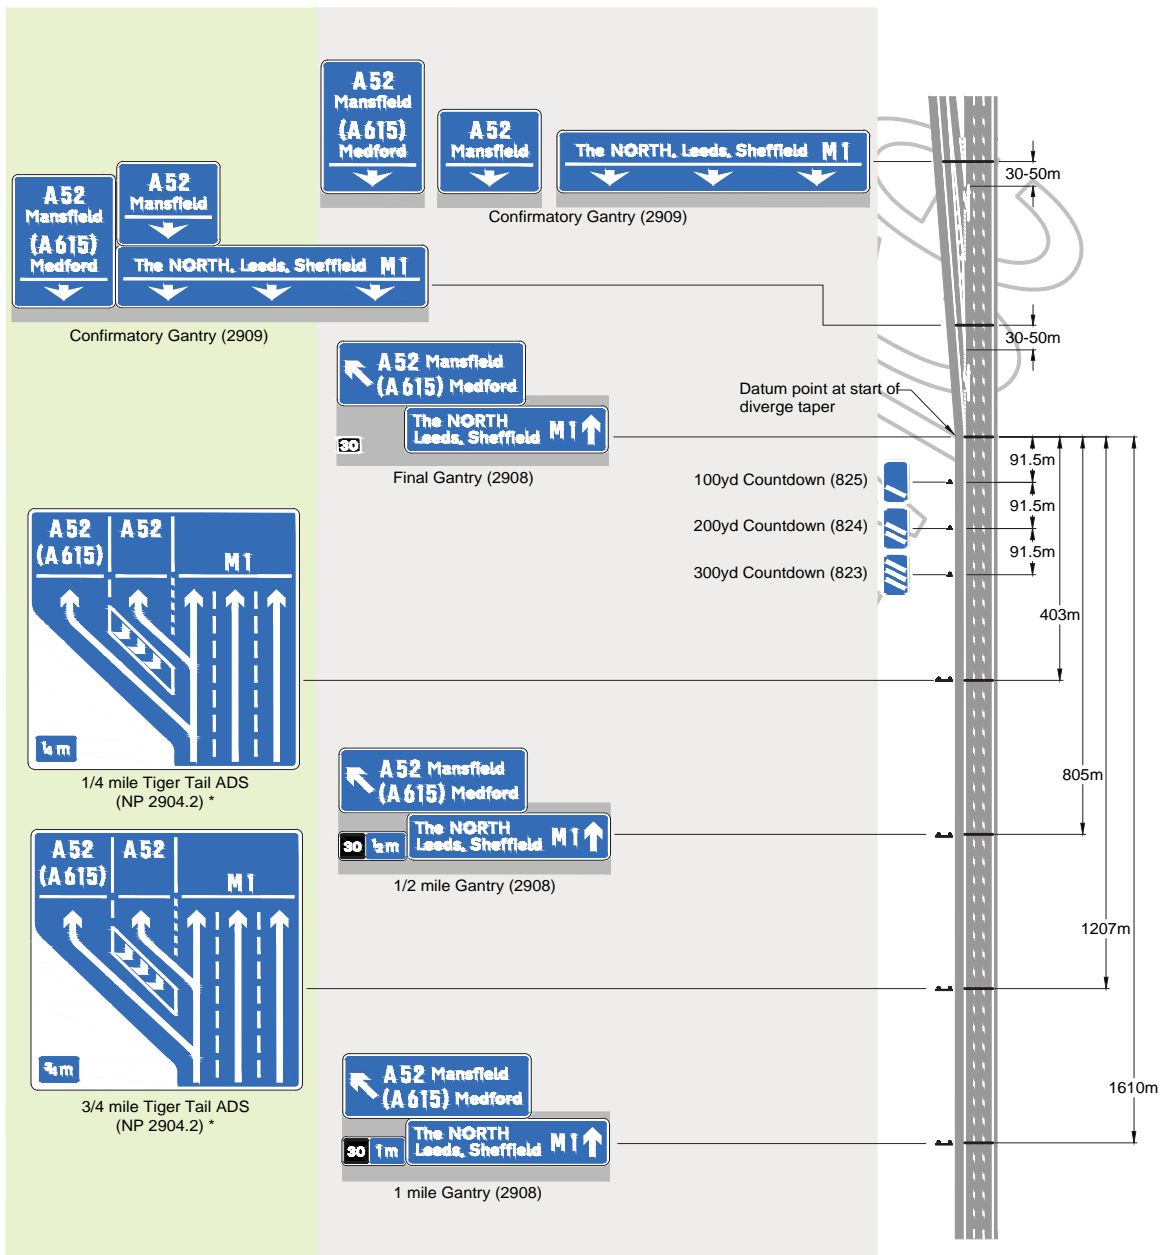 A52
Mansfield
(A615)
Medford
A52
Mansfield
The NORTH, Leeds, Sheffield M1
Confirmatory Gantry (2909)
30-50m
A52
Mansfield
(A615)
Medford
A52
Mansfield
The NORTH, Leeds, Sheffield M1
Confirmatory Gantry (2909)
30-50m
A52 Mansfield
(A615) Medford
The NORTH
Leeds, Sheffield
M1
30
Final Gantry (2908)
Datum point at start of
diverge taper
91.5m
100yd Countdown (825)
91.5m
200yd Countdown (824)
91.5m
300yd Countdown (823)
A52
(A615)
A52
M1
¼ m
1/4 mile Tiger Tail ADS
(NP 2904.2) *
403m
A52 Mansfield
(A615) Medford
The NORTH
Leeds, Sheffield
M1
30
½m
1/2 mile Gantry (2908)
805m
A52
(A615)
A52
M1
¾m
3/4 mile Tiger Tail ADS
(NP 2904.2) *
1207m
A52 Mansfield
(A615) Medford
The NORTH
Leeds, Sheffield
M1
30
1m
1 mile Gantry (2908)
1610m